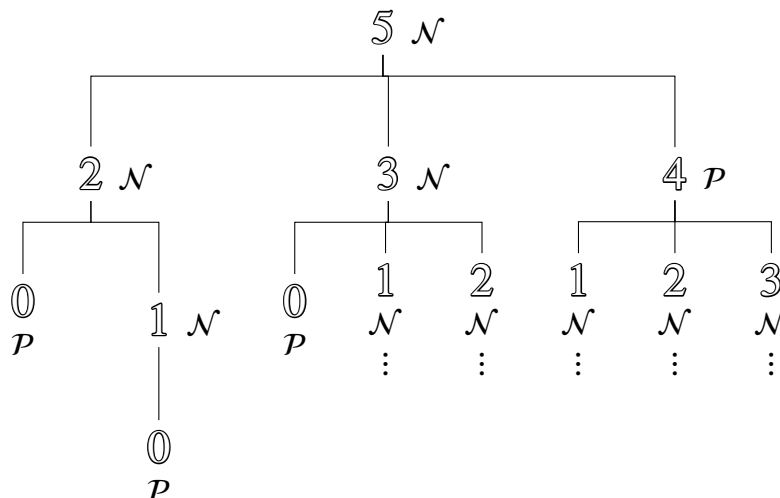 5 𝒩
2 𝒩 3 𝒩 4 𝒫
0 1 𝒩 0 1 2 1 2 3
𝒫 𝒫 𝒩 𝒩 𝒩 𝒩 𝒩
⋮ ⋮ ⋮ ⋮ ⋮
0
𝒫